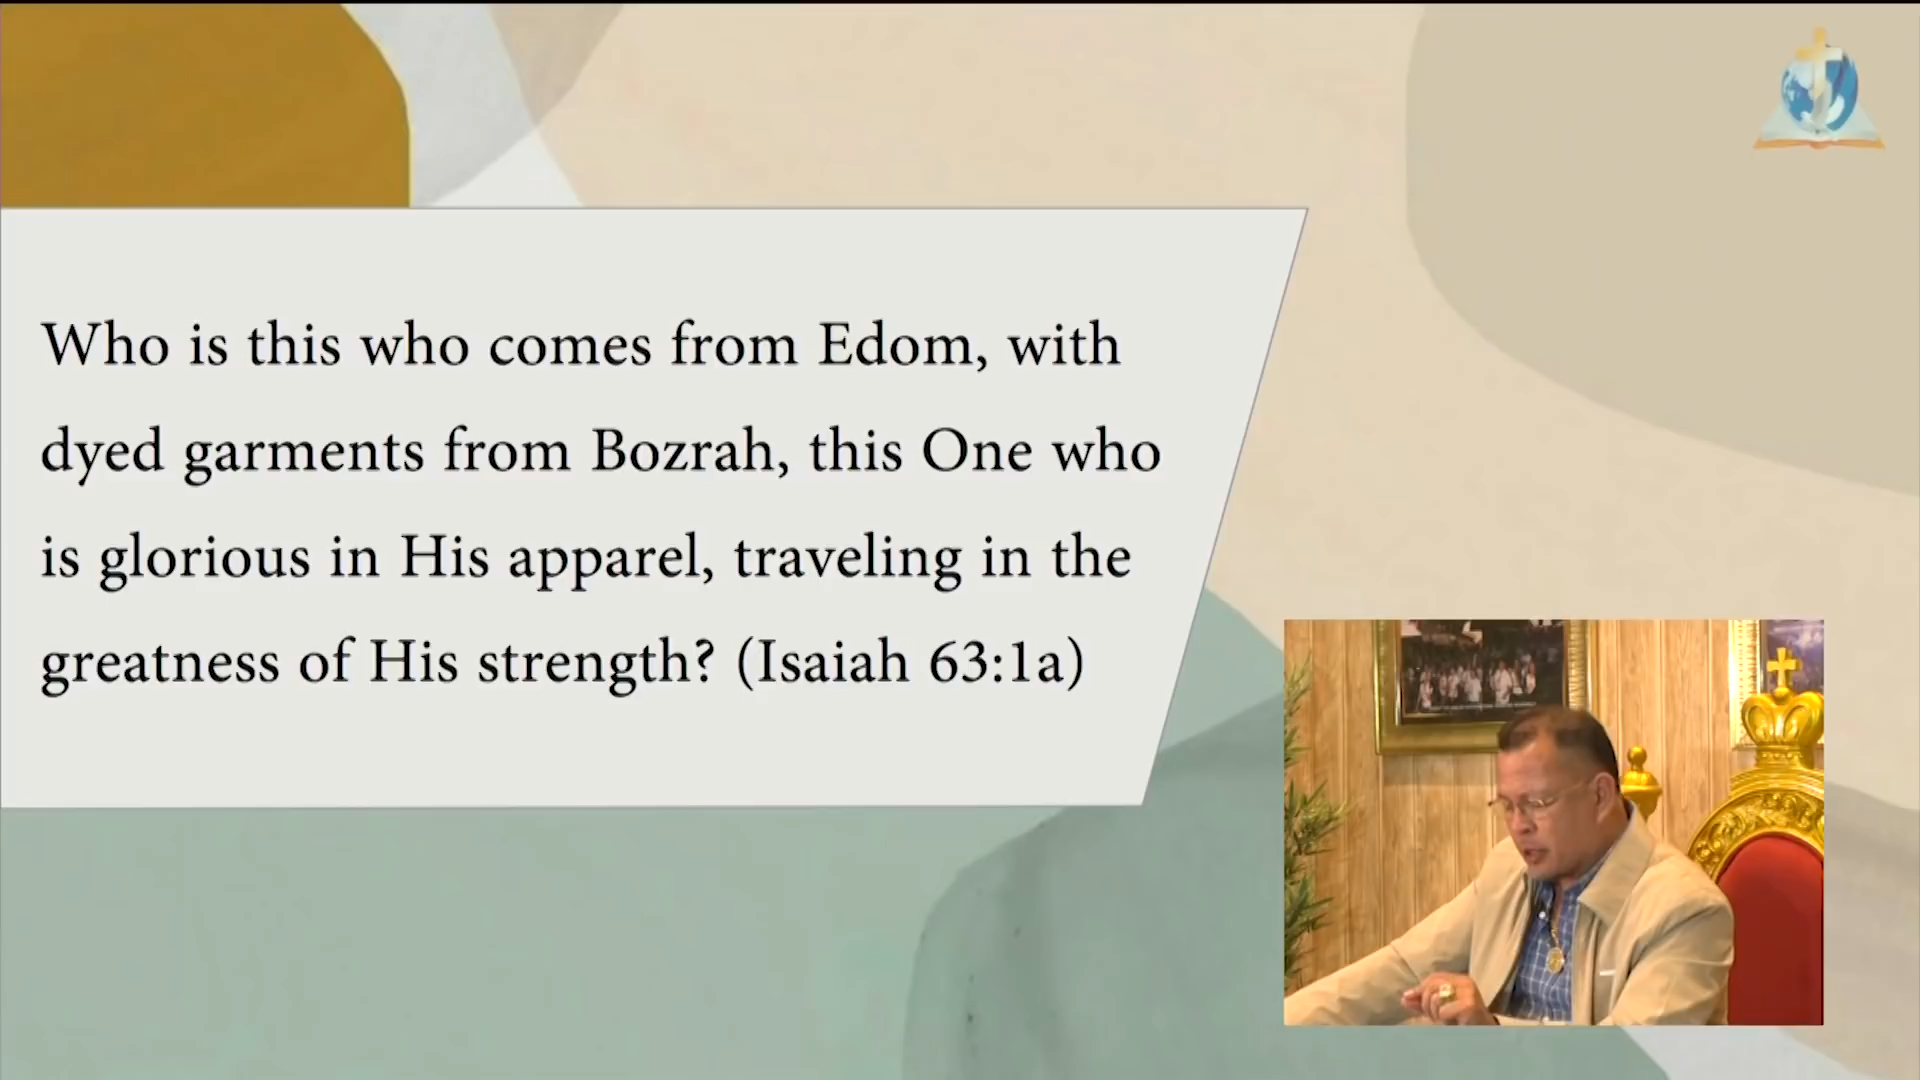 Who is this who comes from Edom, with
dyed garments from Bozrah, this One who
is glorious in His apparel, traveling in the
greatness of His strength? (Isaiah 63:1a)